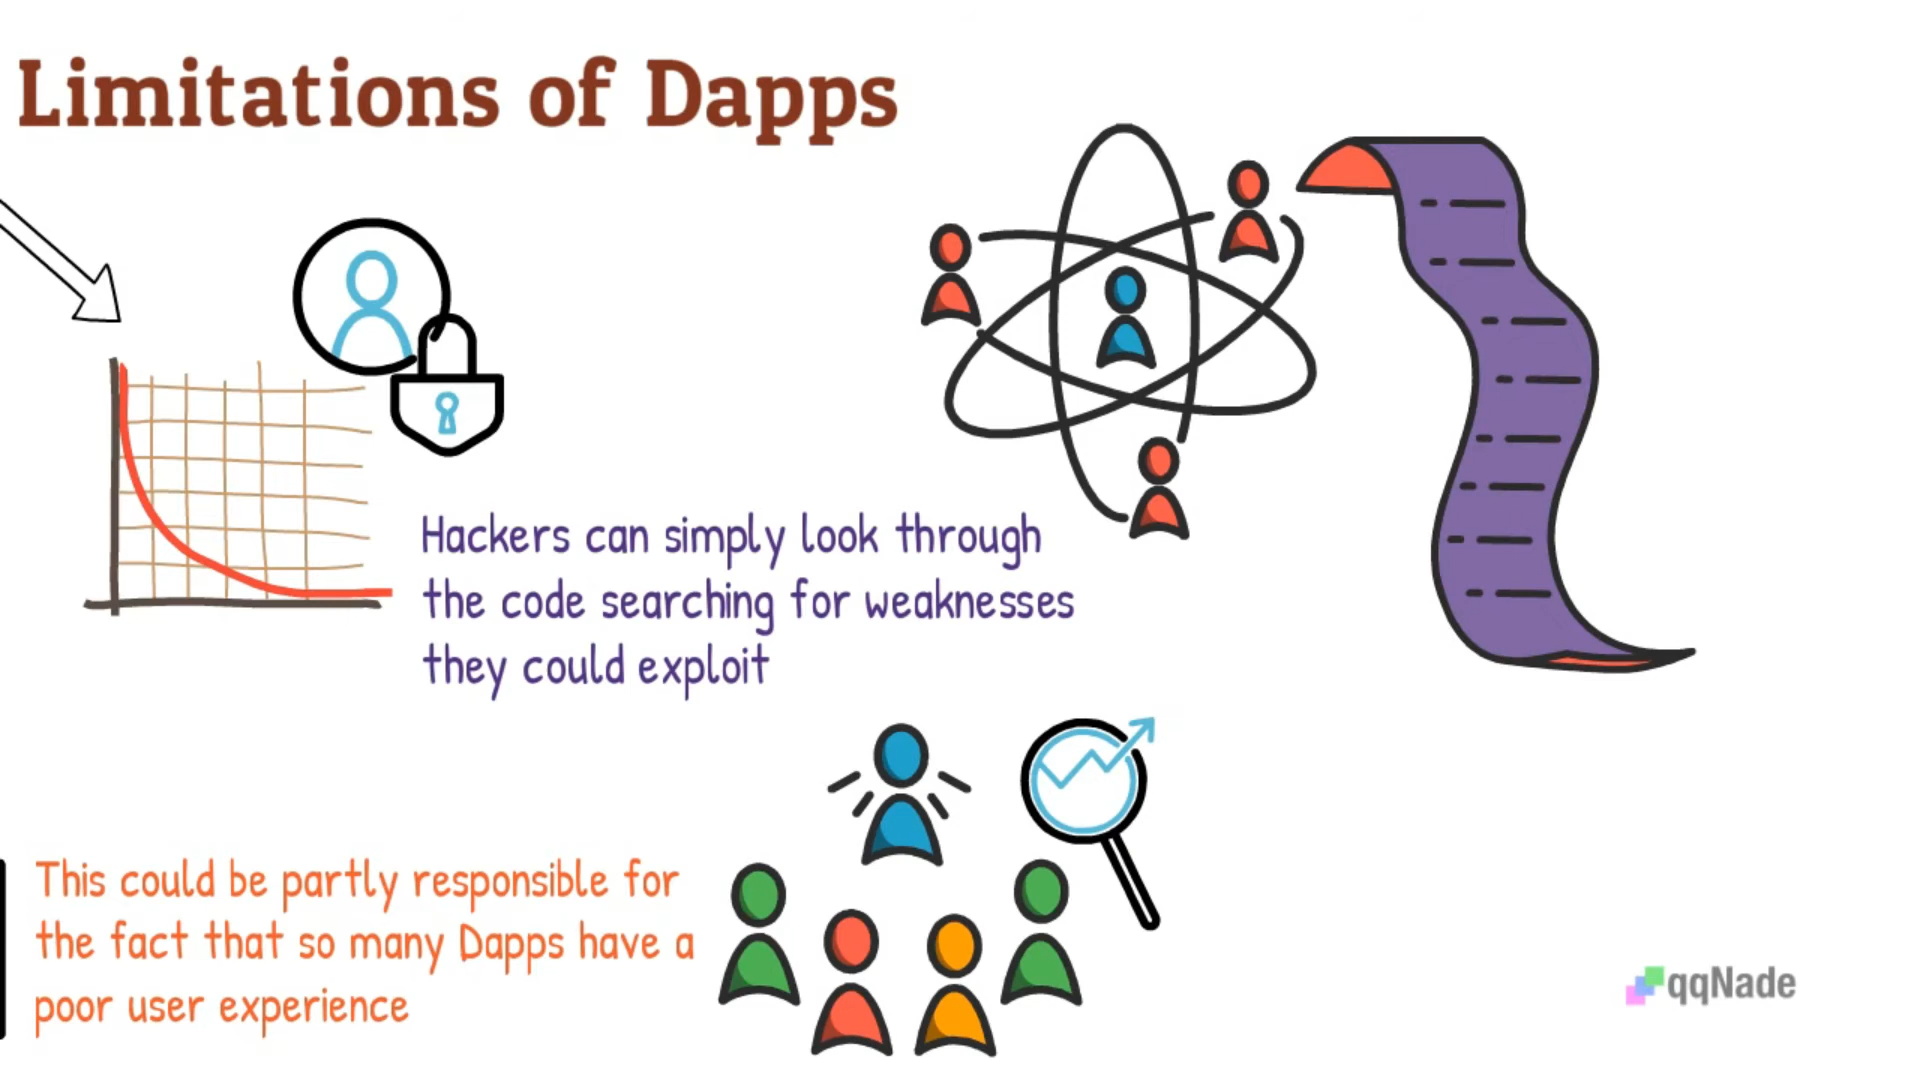 Limitations of Dapps
Hackers can simply look through
the code searching for weaknesses
they could exploit
This could be partly responsible for
the fact that so many Dapps have a
poor user experience
qqNade